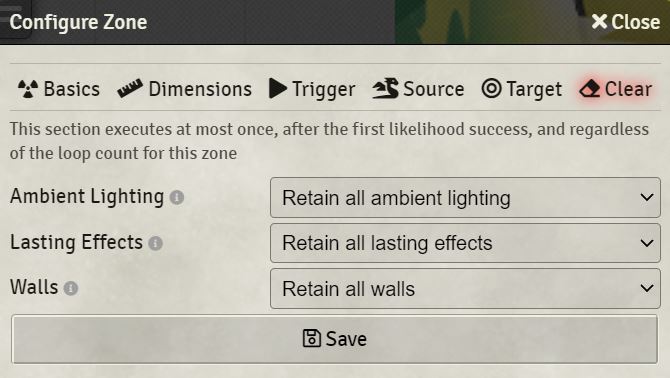 Configure Zone Close
Basics Dimensions Trigger Source Target Clear
This section executes at most once, after the first likelihood success, and regardless
of the loop count for this zone
Ambient Lighting Retain all ambient lighting
Lasting Effects Retain all lasting effects
Walls Retain all walls
Save